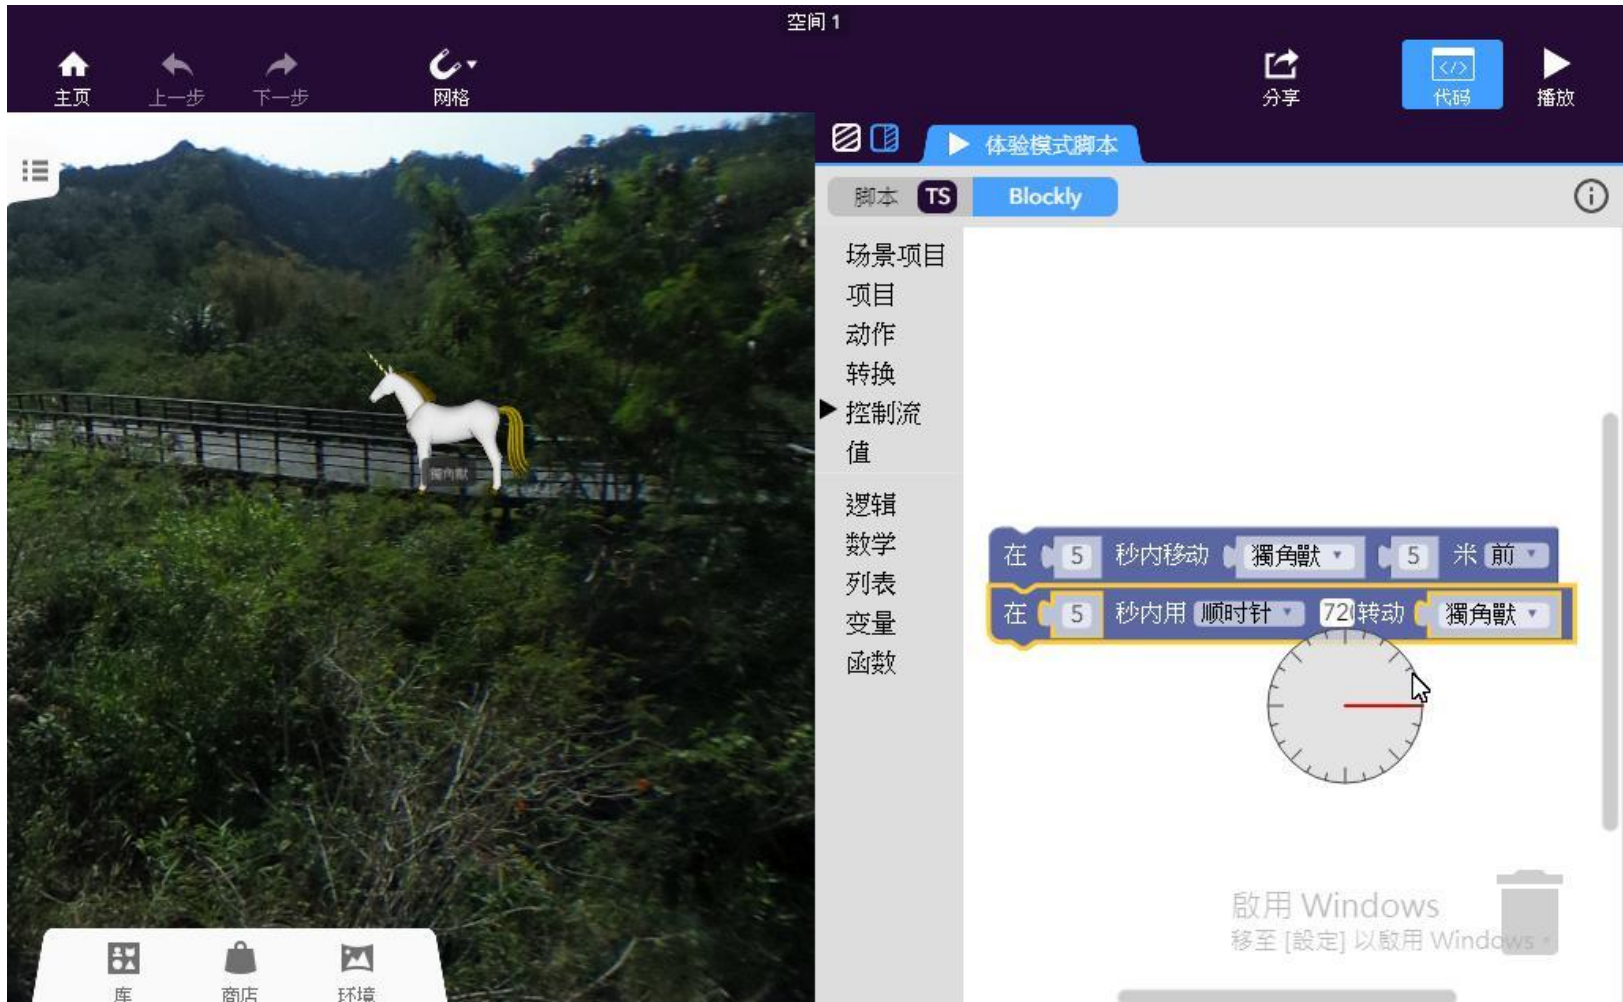 空间 1
主页 上一步 下一步 网格 分享 </> 代码 播放
体验模式脚本
脚本 TS Blockly
场景项目
项目
动作
转换
控制流
值
逻辑
数学
列表
变量
函数
在 5 秒内移动 獨角獸 5 米 前
在 5 秒内用 顺时针 720 转动 獨角獸
獨角獸
啟用 Windows
移至 [設定] 以啟用 Windows。
库 商店 环境